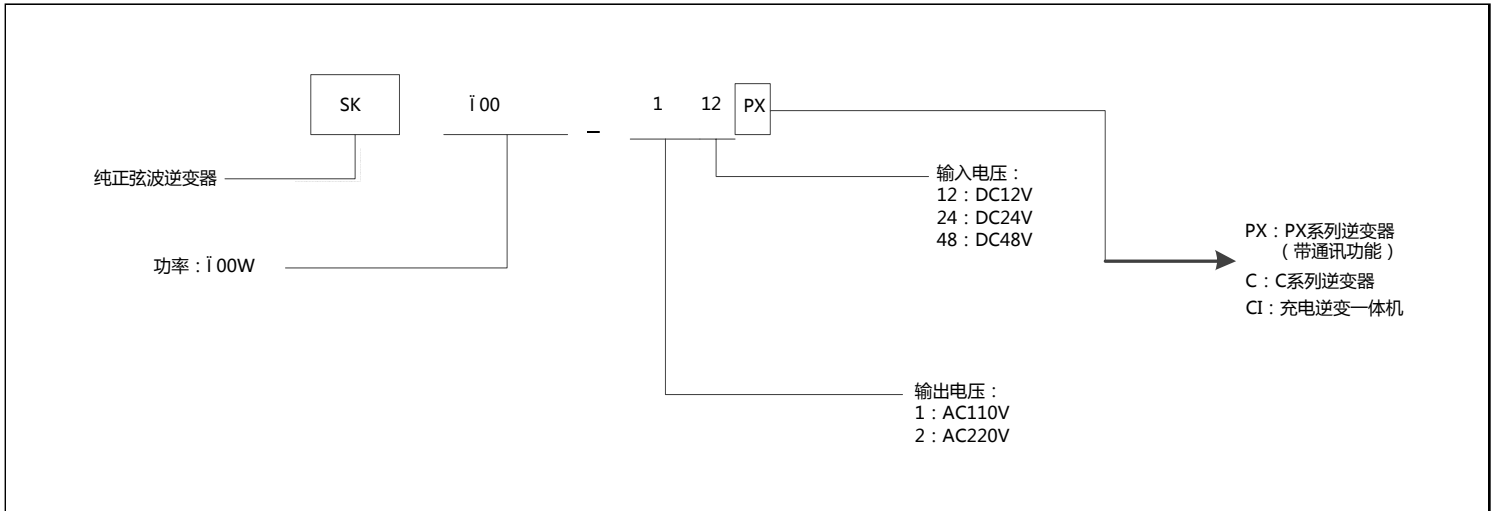 SK Ï 00 – 1 12 PX
纯正弦波逆变器
输入电压：
12：DC12V
24：DC24V
48：DC48V
PX：PX系列逆变器
（带通讯功能）
C：C系列逆变器
CI：充电逆变一体机
功率：Ï 00W
输出电压：
1：AC110V
2：AC220V